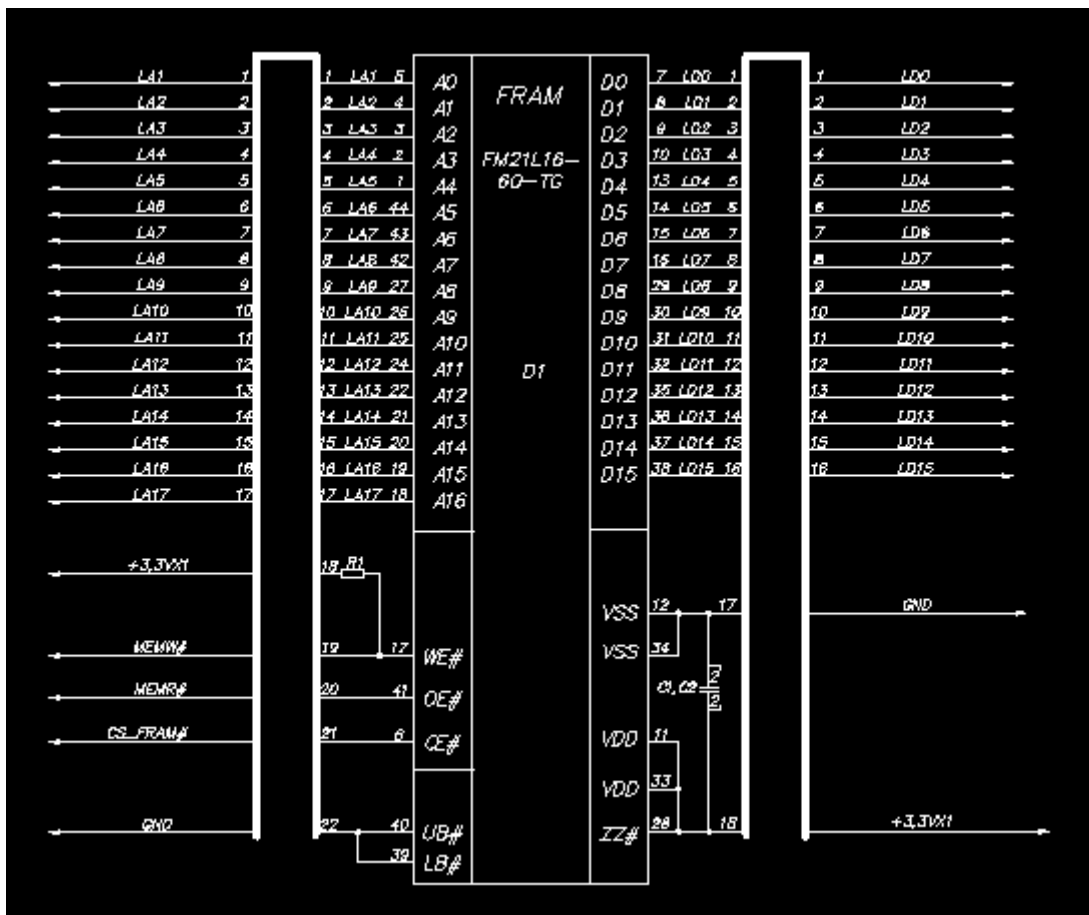 LA1 1 1 LA1 5 A0 FRAM D0 7 LD0 1 1 LD0
LA2 2 2 LA2 4 A1 D1 8 LD1 2 2 LD1
LA3 3 3 LA3 3 A2 D2 9 LD2 3 3 LD2
LA4 4 4 LA4 2 A3 FM21L16- D3 10 LD3 4 4 LD3
LA5 5 5 LA5 1 A4 60-TG D4 13 LD4 5 5 LD4
LA6 6 6 LA6 44 A5 D5 14 LD5 6 6 LD5
LA7 7 7 LA7 43 A6 D6 15 LD6 7 7 LD6
LA8 8 8 LA8 42 A7 D7 16 LD7 8 8 LD7
LA9 9 9 LA9 27 A8 D8 29 LD8 9 9 LD8
LA10 10 10 LA10 26 A9 D9 30 LD9 10 10 LD9
LA11 11 11 LA11 25 A10 D10 31 LD10 11 11 LD10
LA12 12 12 LA12 24 A11 D1 D11 32 LD11 12 12 LD11
LA13 13 13 LA13 22 A12 D12 35 LD12 13 13 LD12
LA14 14 14 LA14 21 A13 D13 36 LD13 14 14 LD13
LA15 15 15 LA15 20 A14 D14 37 LD14 15 15 LD14
LA16 16 16 LA16 19 A15 D15 38 LD15 16 16 LD15
LA17 17 17 LA17 18 A16
+3,3VX1 18 R1
VSS 12 17 GND
MEMW# 19 17 WE# VSS 34
MEMR# 20 41 OE# C1,C2 2 2
CS_FRAM# 21 6 CE# VDD 11
VDD 33
GND 22 40 UB# ZZ# 28 18 +3,3VX1
39 LB#